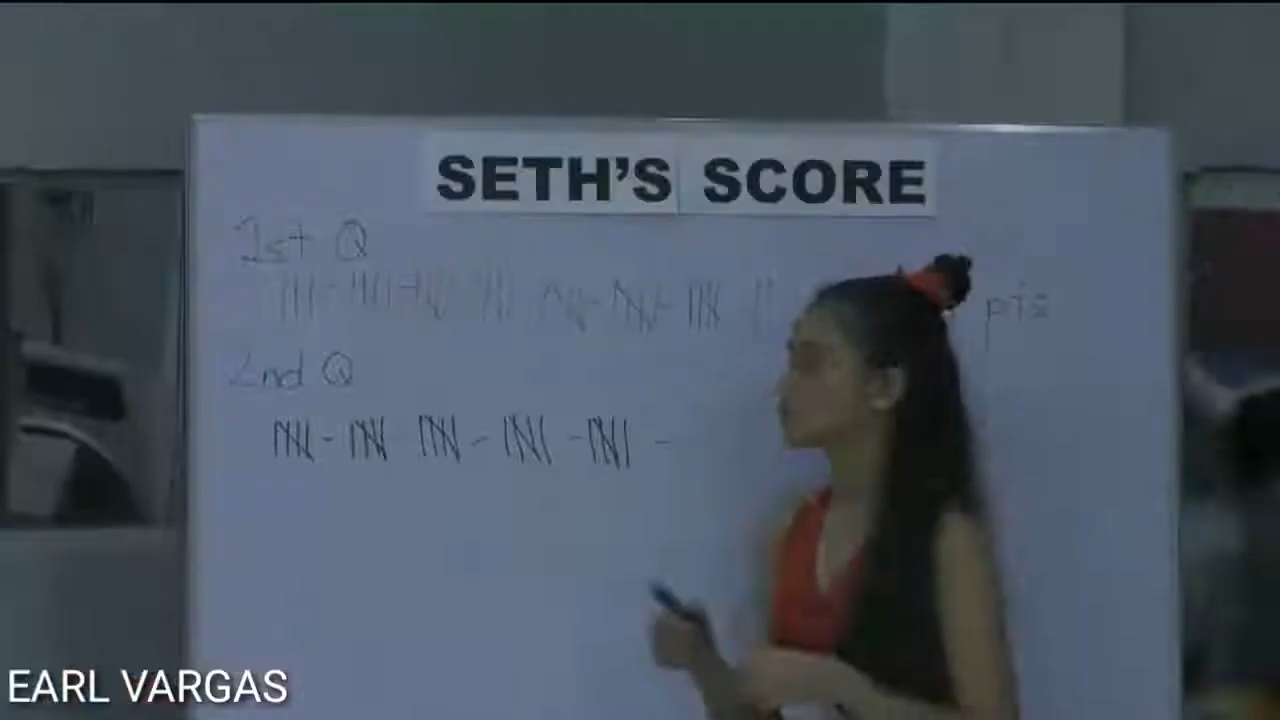 SETH'S SCORE
1st Q
pts
2nd Q
EARL VARGAS